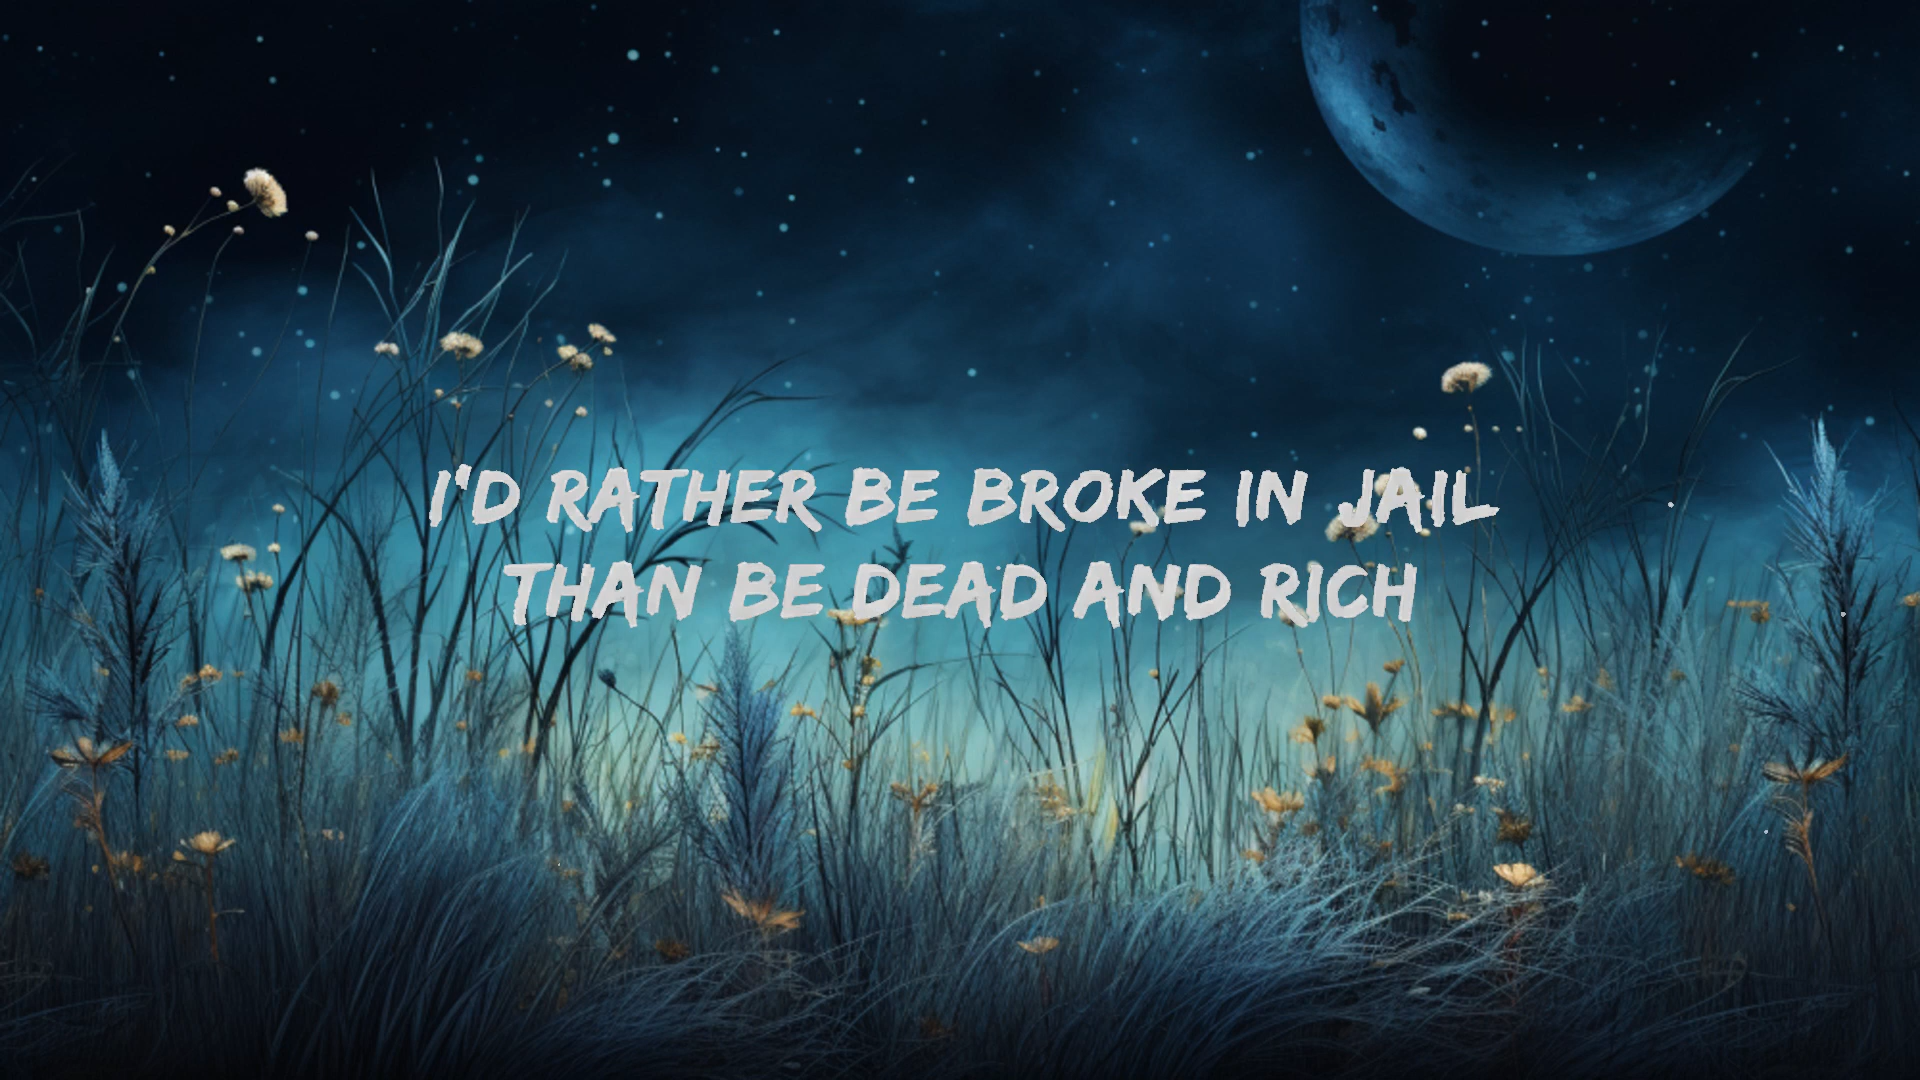 I'D RATHER BE BROKE IN JAIL
THAN BE DEAD AND RICH